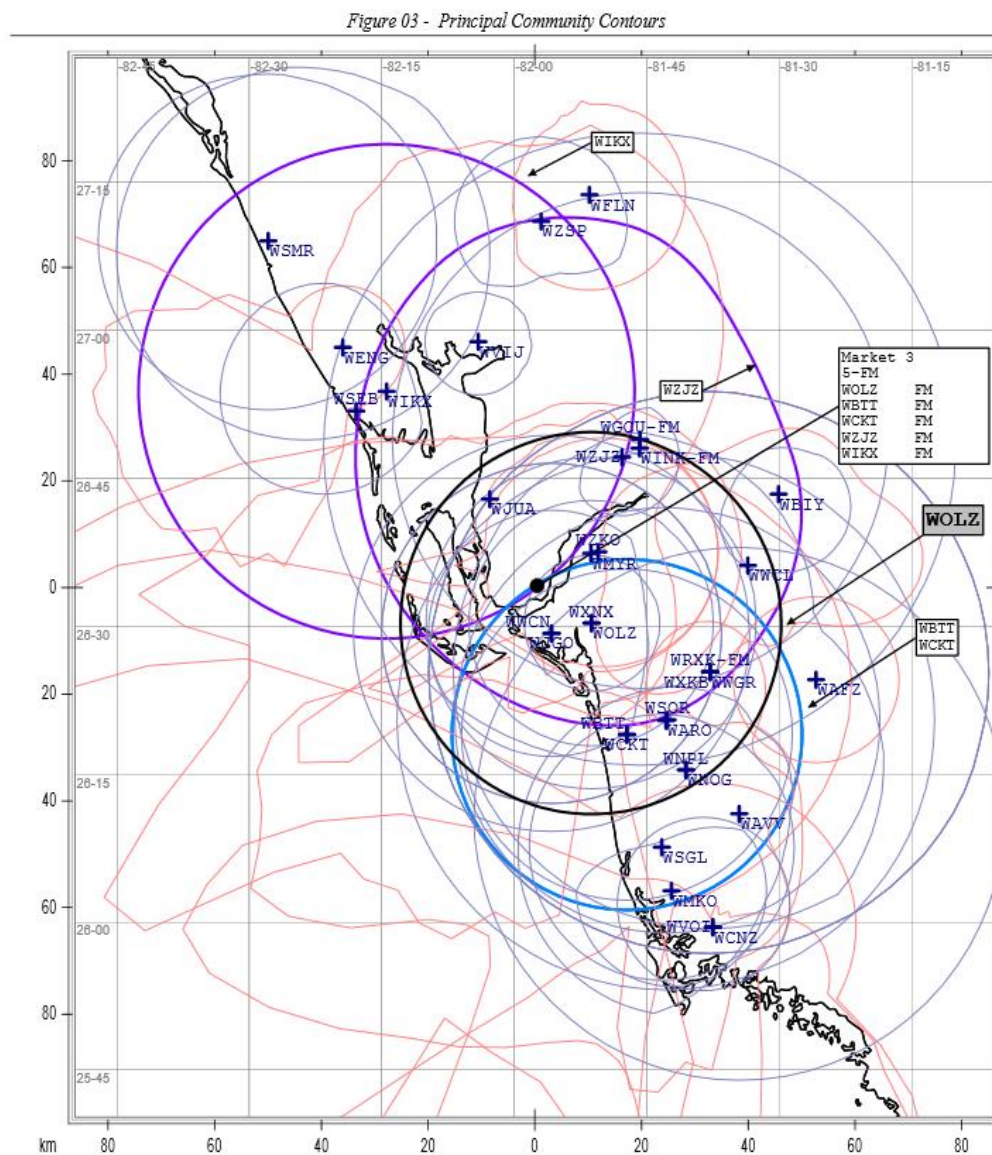 Figure 03 - Principal Community Contours
-82-45
-82-30
-82-15
-82-00
-81-45
-81-30
-81-15
WIKX
80
27-15
WFLN
WZSP
WSMR
60
27-00
WENG
WVIJ
40
WIKX
WSEB
WZJZ
Market 3
5-FM
WOLZ FM
WBTT FM
WCKT FM
WZJZ FM
WIKX FM
WGCU-FM
WZJZ
WINK-FM
20
26-45
WJUA
WBIY
WOLZ
WZKO
WMYR
WWCL
0
WXNX
WWCN
WOLZ
26-30
WBTT
WCKT
WRXK-FM
WXKB
WWGR
WAFZ
20
WSOR
WBTT
WARO
WCKT
WNPL
WNOG
26-15
40
WAVV
WSGL
60
WMKO
26-00
WCNZ
80
25-45
km
80
60
40
20
0
20
40
60
80